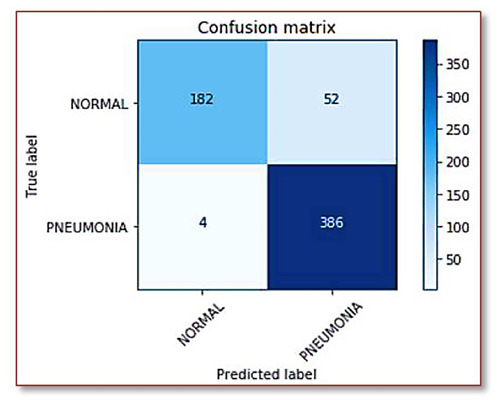 Confusion matrix
True label
NORMAL
182
52
PNEUMONIA
4
386
NORMAL
PNEUMONIA
Predicted label
350
300
250
200
150
100
50